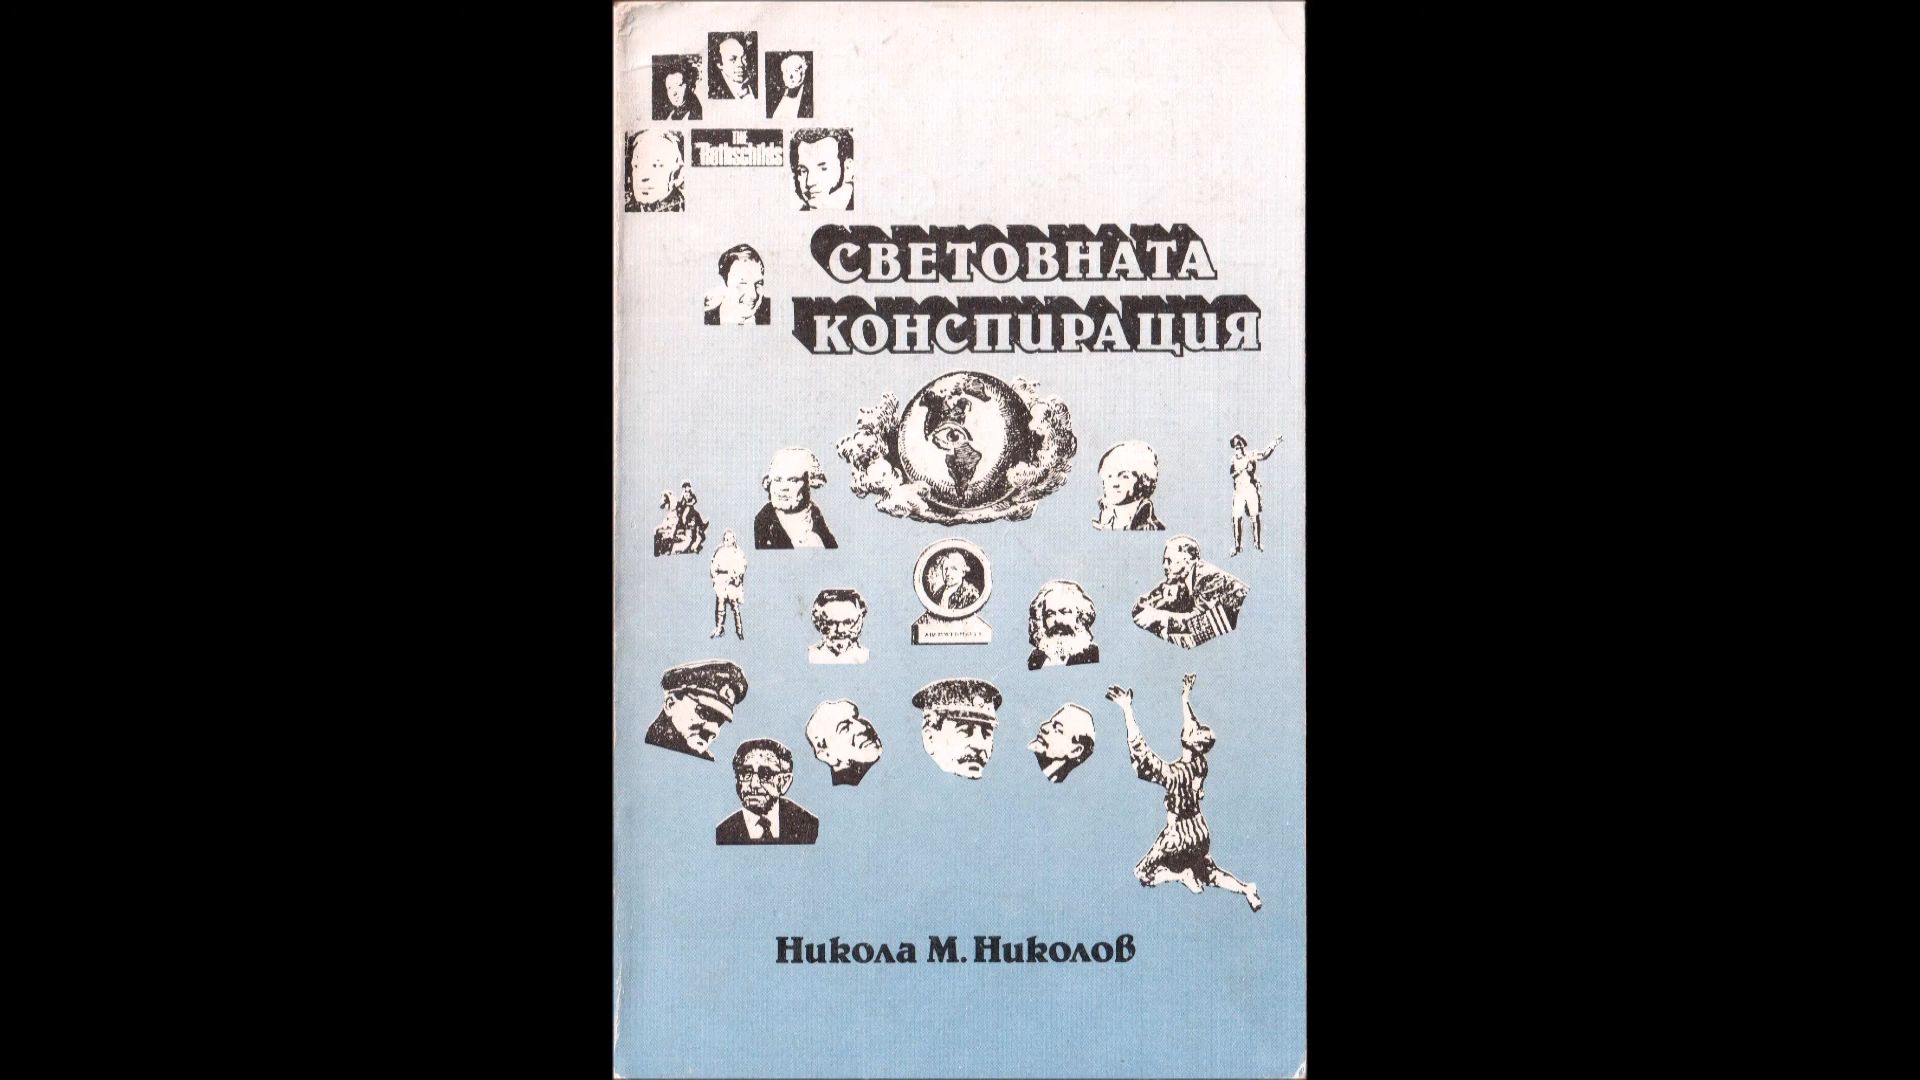 THE
Rothschilds
СВЕТОВНАТА
КОНСПИРАЦИЯ
Никола М. Николов